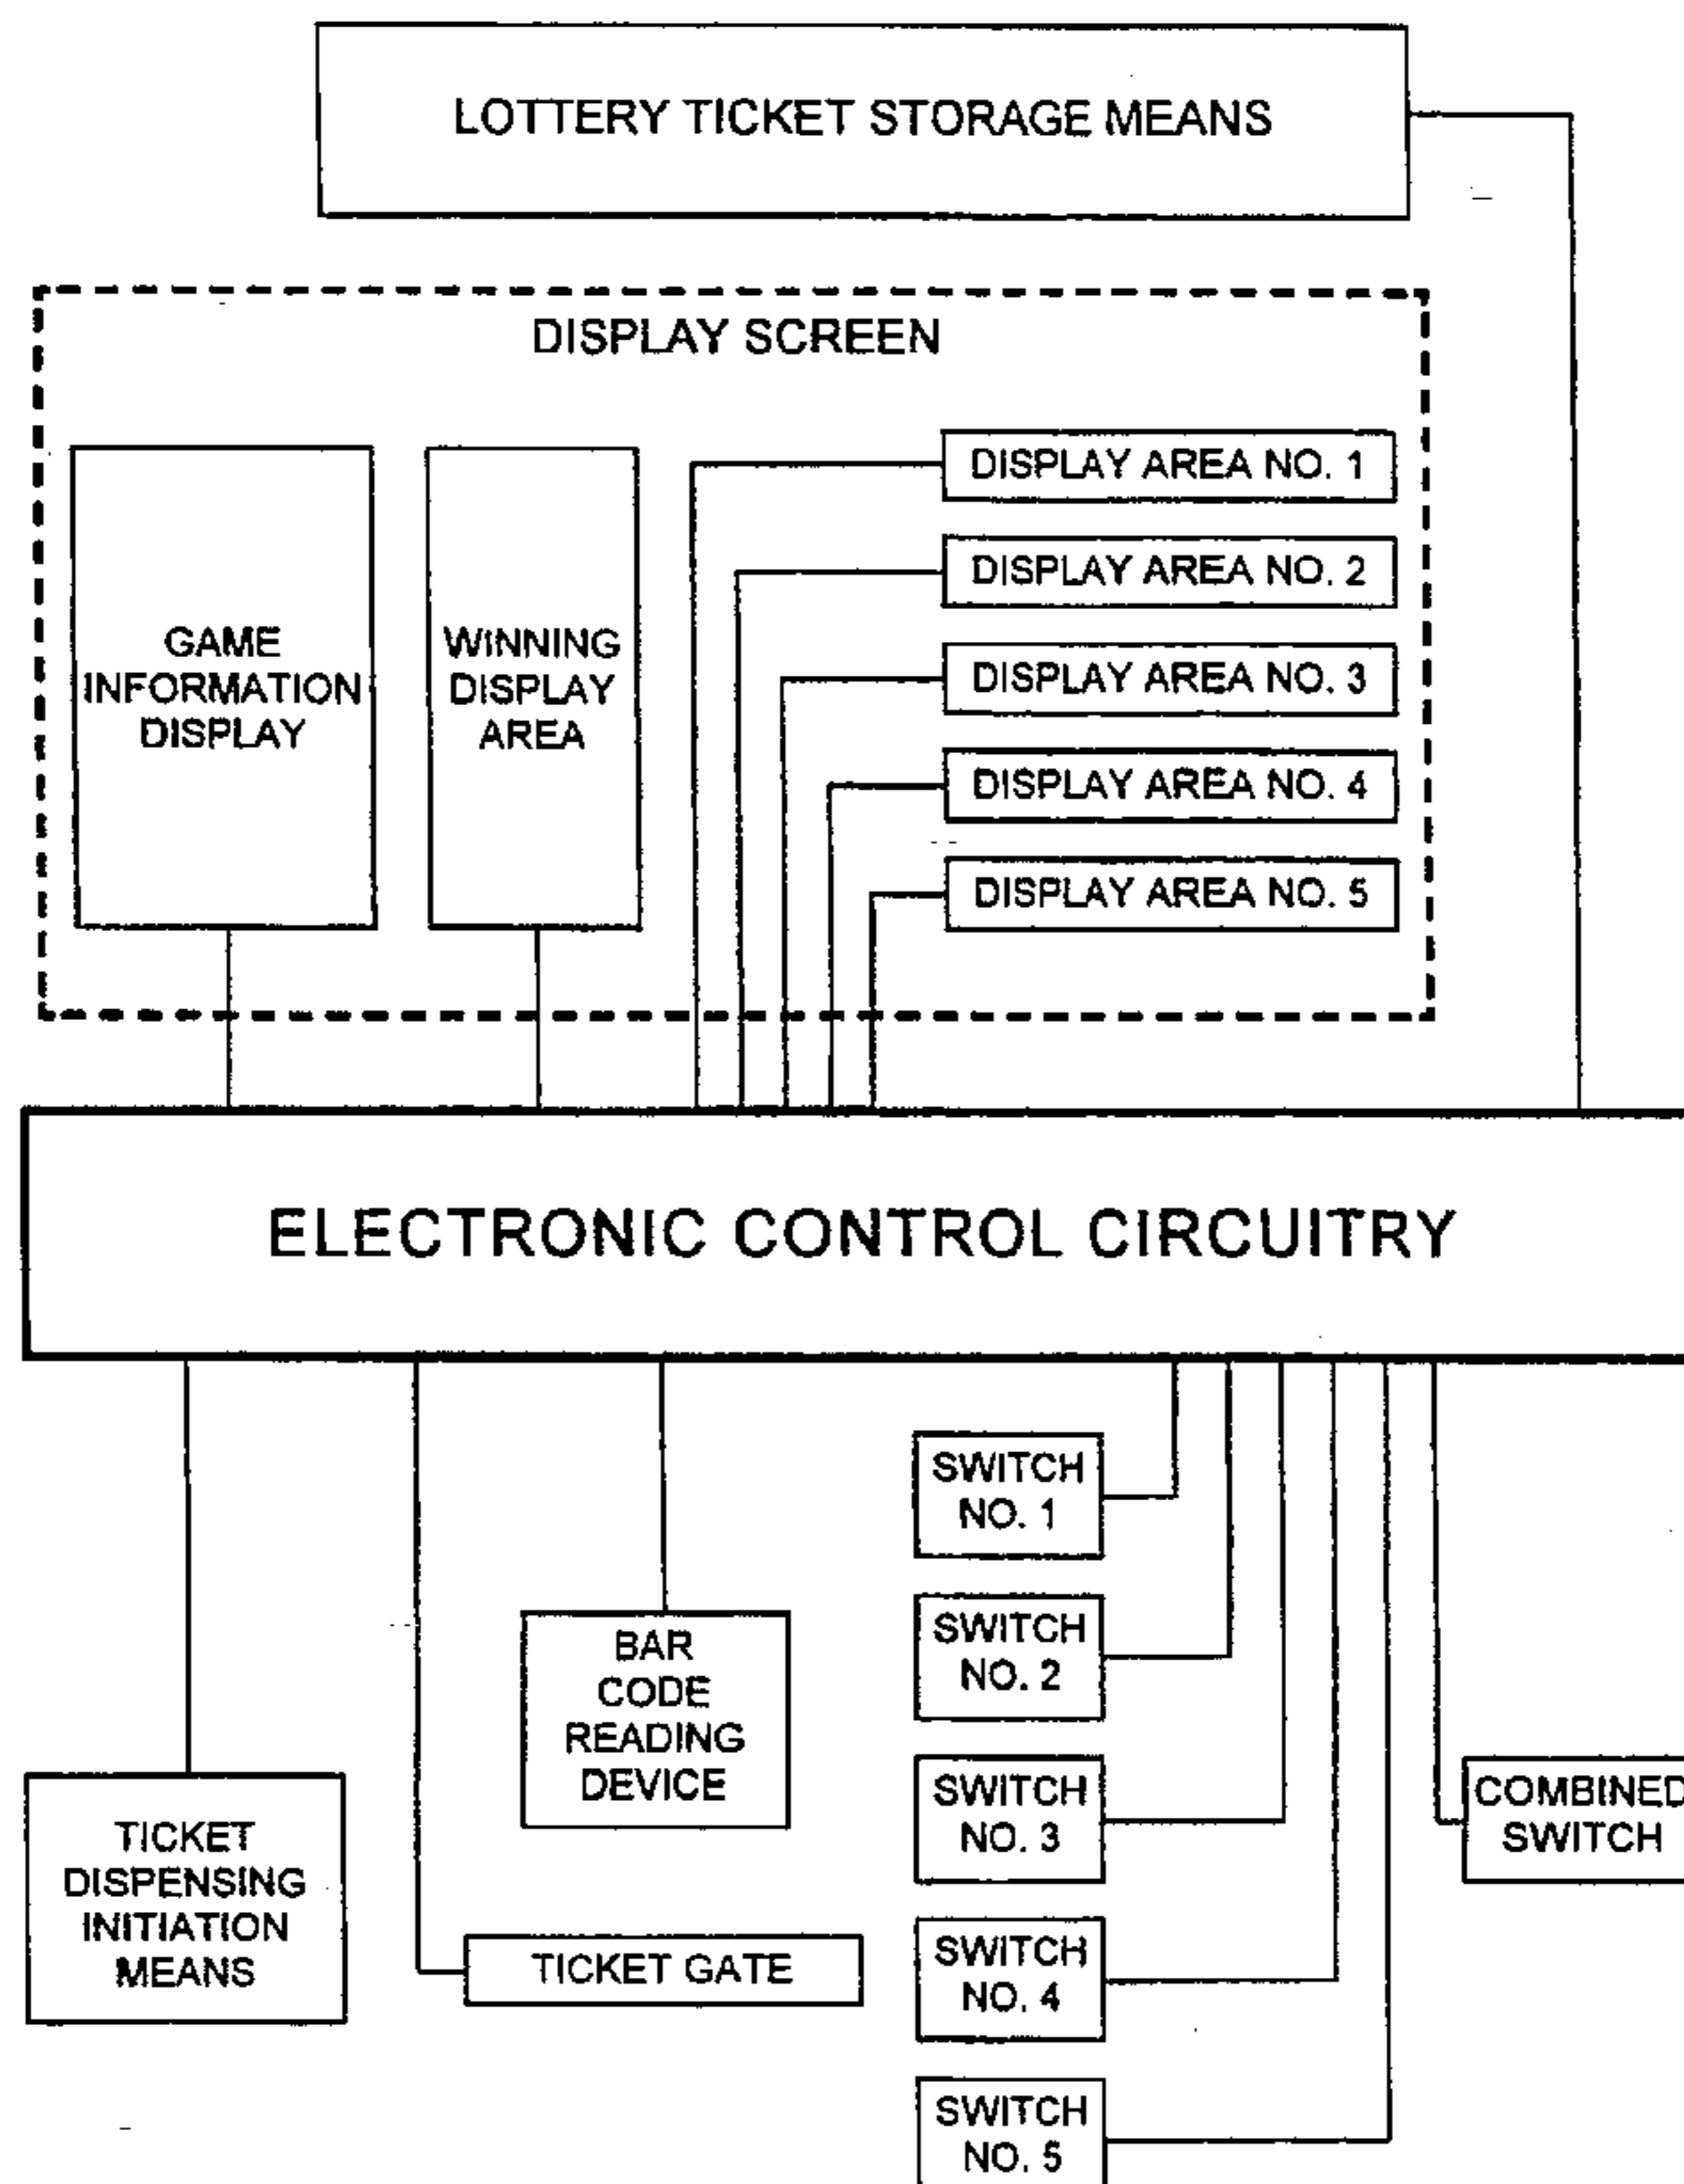 LOTTERY TICKET STORAGE MEANS
DISPLAY SCREEN
GAME
INFORMATION
DISPLAY
WINNING
DISPLAY
AREA
DISPLAY AREA NO. 1
DISPLAY AREA NO. 2
DISPLAY AREA NO. 3
DISPLAY AREA NO. 4
DISPLAY AREA NO. 5
ELECTRONIC CONTROL CIRCUITRY
TICKET
DISPENSING
INITIATION
MEANS
TICKET GATE
BAR
CODE
READING
DEVICE
SWITCH
NO. 1
SWITCH
NO. 2
SWITCH
NO. 3
SWITCH
NO. 4
SWITCH
NO. 5
COMBINED
SWITCH